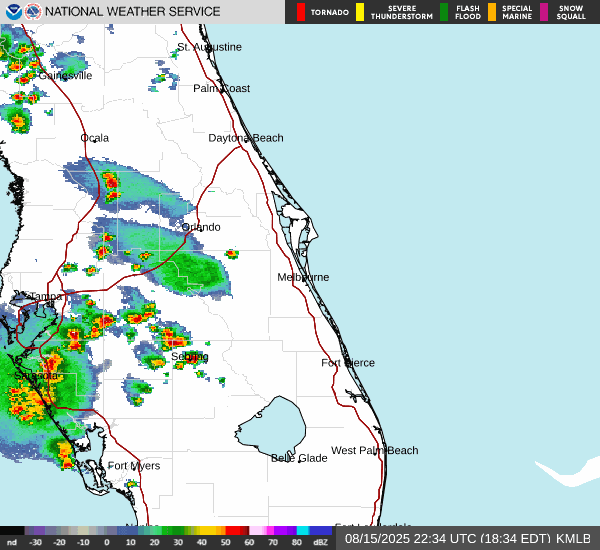 NATIONAL WEATHER SERVICE
TORNADO
SEVERE THUNDERSTORM
FLASH FLOOD
SPECIAL MARINE
SNOW SQUALL
St. Augustine
Gainesville
Palm Coast
Ocala
Daytona Beach
Orlando
Melbourne
Tampa
Sebring
Fort Pierce
Sarasota
West Palm Beach
Belle Glade
Fort Myers
nd -30 -20 -10 0 10 20 30 40 50 60 70 80 dBZ
08/15/2025 22:34 UTC (18:34 EDT) KMLB